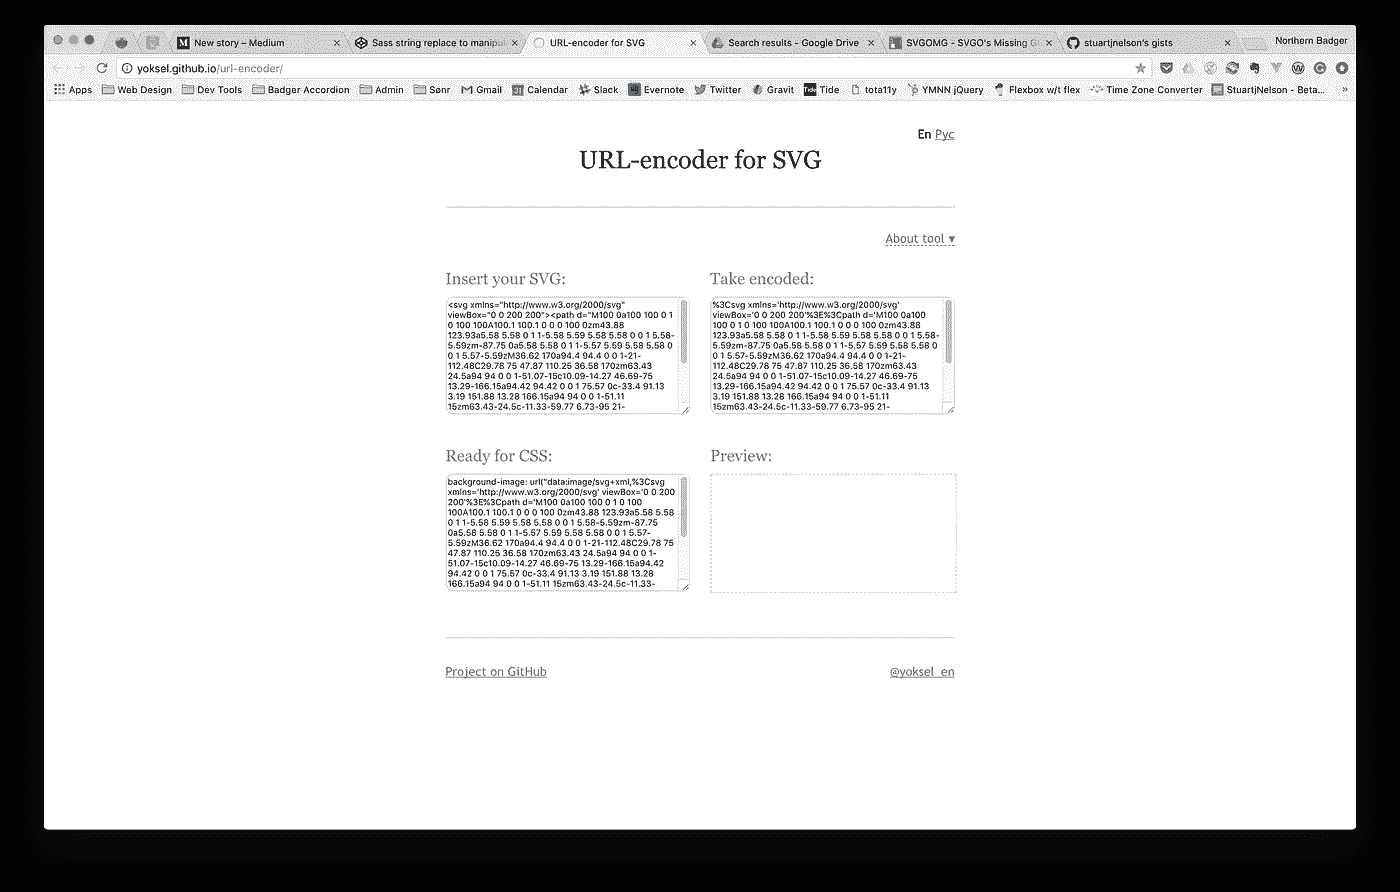 New story – Medium
Sass string replace to manipul
URL-encoder for SVG
Search results - Google Drive
SVGOMG - SVGO's Missing G
stuartjnelson's gists
Northern Badger
yoksel.github.io/url-encoder/
Apps Web Design Dev Tools Badger Accordion Admin Sønr Gmail Calendar Slack Evernote Twitter Gravit Tide tota11y YMNN jQuery Flexbox w/t flex Time Zone Converter StuartjNelson - Beta... »
En Рус
URL-encoder for SVG
About tool ▾
Insert your SVG:
<svg xmlns="http://www.w3.org/2000/svg"
viewBox="0 0 200 200"><path d="M100 0a100 100 0 1
0 100 100A100.1 100.1 0 0 0 100 0zm43.88
123.93a5.58 5.58 0 1 1-5.58 5.59 5.58 5.58 0 0 1 5.58-
5.59zm-87.75 0a5.58 5.58 0 1 1-5.57 5.59 5.58 5.58 0
0 1 5.57-5.59zM36.62 170a94.4 94.4 0 0 1-21-
112.48C29.78 75 47.87 110.25 36.58 170zm63.43
24.5a94 94 0 0 1-51.07-15c10.09-14.27 46.69-75
13.29-166.15a94.42 94.42 0 0 1 75.57 0c-33.4 91.13
3.19 151.88 13.28 166.15a94 94 0 0 1-51.11
15zm63.43-24.5c-11.33-59.77 6.73-95 21-
Take encoded:
%3Csvg xmlns='http://www.w3.org/2000/svg'
viewBox='0 0 200 200'%3E%3Cpath d='M100 0a100
100 0 1 0 100 100A100.1 100.1 0 0 0 100 0zm43.88
123.93a5.58 5.58 0 1 1-5.58 5.59 5.58 5.58 0 0 1 5.58-
5.59zm-87.75 0a5.58 5.58 0 1 1-5.57 5.59 5.58 5.58 0
0 1 5.57-5.59zM36.62 170a94.4 94.4 0 0 1-21-
112.48C29.78 75 47.87 110.25 36.58 170zm63.43
24.5a94 94 0 0 1-51.07-15c10.09-14.27 46.69-75
13.29-166.15a94.42 94.42 0 0 1 75.57 0c-33.4 91.13
3.19 151.88 13.28 166.15a94 94 0 0 1-51.11
15zm63.43-24.5c-11.33-59.77 6.73-95 21-
Ready for CSS:
background-image: url("data:image/svg+xml,%3Csvg
xmlns='http://www.w3.org/2000/svg' viewBox='0 0 200
200'%3E%3Cpath d='M100 0a100 100 0 1 0 100
100A100.1 100.1 0 0 0 100 0zm43.88 123.93a5.58 5.58
0 1 1-5.58 5.59 5.58 5.58 0 0 1 5.58-5.59zm-87.75
0a5.58 5.58 0 1 1-5.57 5.59 5.58 5.58 0 0 1 5.57-
5.59zM36.62 170a94.4 94.4 0 0 1-21-112.48C29.78 75
47.87 110.25 36.58 170zm63.43 24.5a94 94 0 0 1-
51.07-15c10.09-14.27 46.69-75 13.29-166.15a94.42
94.42 0 0 1 75.57 0c-33.4 91.13 3.19 151.88 13.28
166.15a94 94 0 0 1-51.11 15zm63.43-24.5c-11.33-
Preview:
Project on GitHub
@yoksel_en